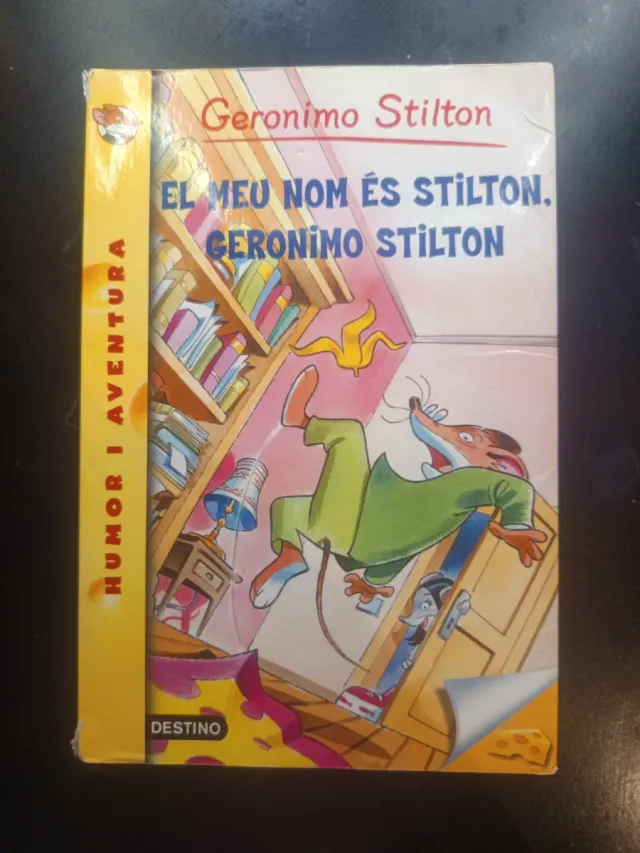 Geronimo Stilton
EL MEU NOM ÉS STILTON,
GERONIMO STILTON
HUMOR I AVENTURA
DESTINO